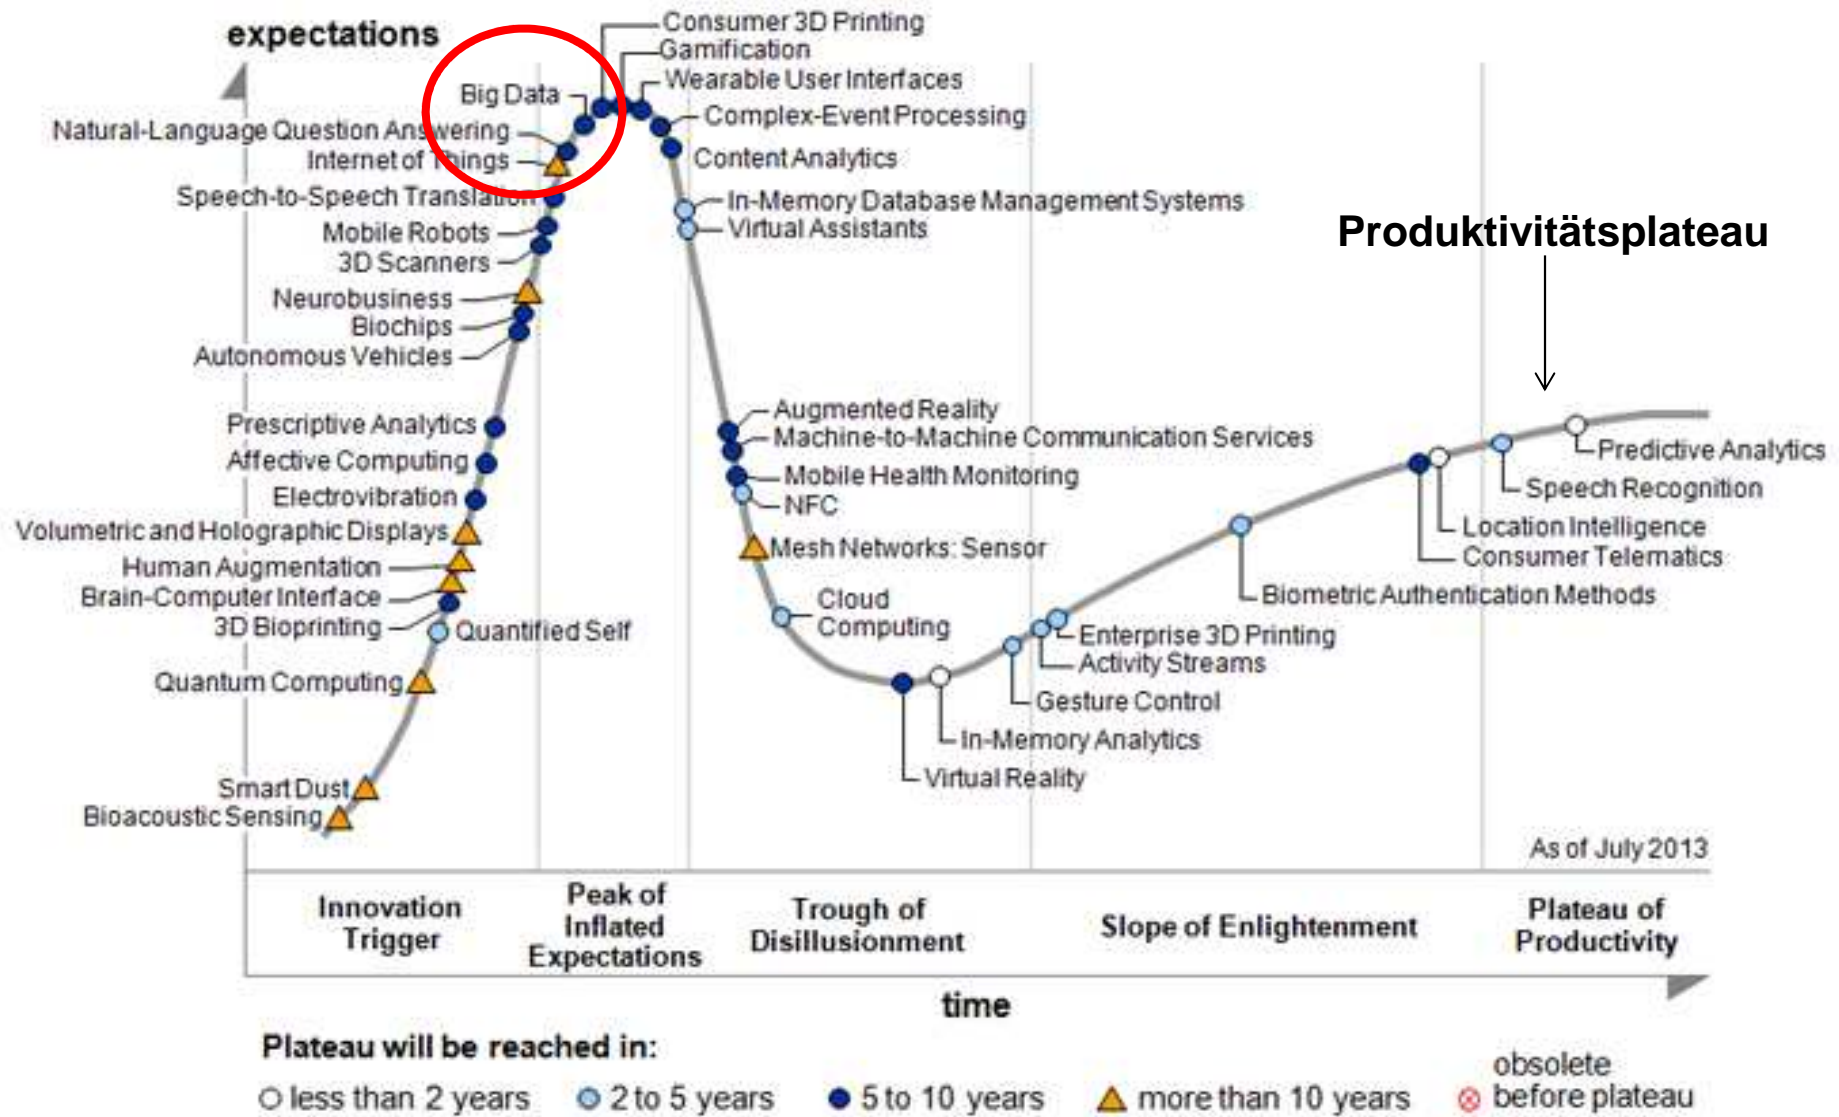 expectations
Consumer 3D Printing
Gamification
Wearable User Interfaces
Big Data
Complex-Event Processing
Natural-Language Question Answering
Internet of Things
Content Analytics
Speech-to-Speech Translation
In-Memory Database Management Systems
Virtual Assistants
Mobile Robots
3D Scanners
Produktivitätsplateau
Neurobusiness
Biochips
Autonomous Vehicles
Prescriptive Analytics
Affective Computing
Electrovibration
Volumetric and Holographic Displays
Human Augmentation
Brain-Computer Interface
3D Bioprinting
Quantified Self
Quantum Computing
Smart Dust
Bioacoustic Sensing
Augmented Reality
Machine-to-Machine Communication Services
Mobile Health Monitoring
NFC
Mesh Networks: Sensor
Cloud
Computing
Enterprise 3D Printing
Activity Streams
Gesture Control
In-Memory Analytics
Virtual Reality
Predictive Analytics
Speech Recognition
Location Intelligence
Consumer Telematics
Biometric Authentication Methods
As of July 2013
Innovation
Trigger
Peak of
Inflated
Expectations
Trough of
Disillusionment
Slope of Enlightenment
Plateau of
Productivity
time
Plateau will be reached in:
less than 2 years
2 to 5 years
5 to 10 years
more than 10 years
obsolete
before plateau